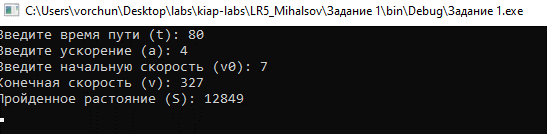 C:\Users\vorchun\Desktop\labs\kiap-labs\LR5_Mihalsov\Задание 1\bin\Debug\Задание 1.exe
Введите время пути (t): 80
Введите ускорение (a): 4
Введите начальную скорость (v0): 7
Конечная скорость (v): 327
Пройденное растояние (S): 12849